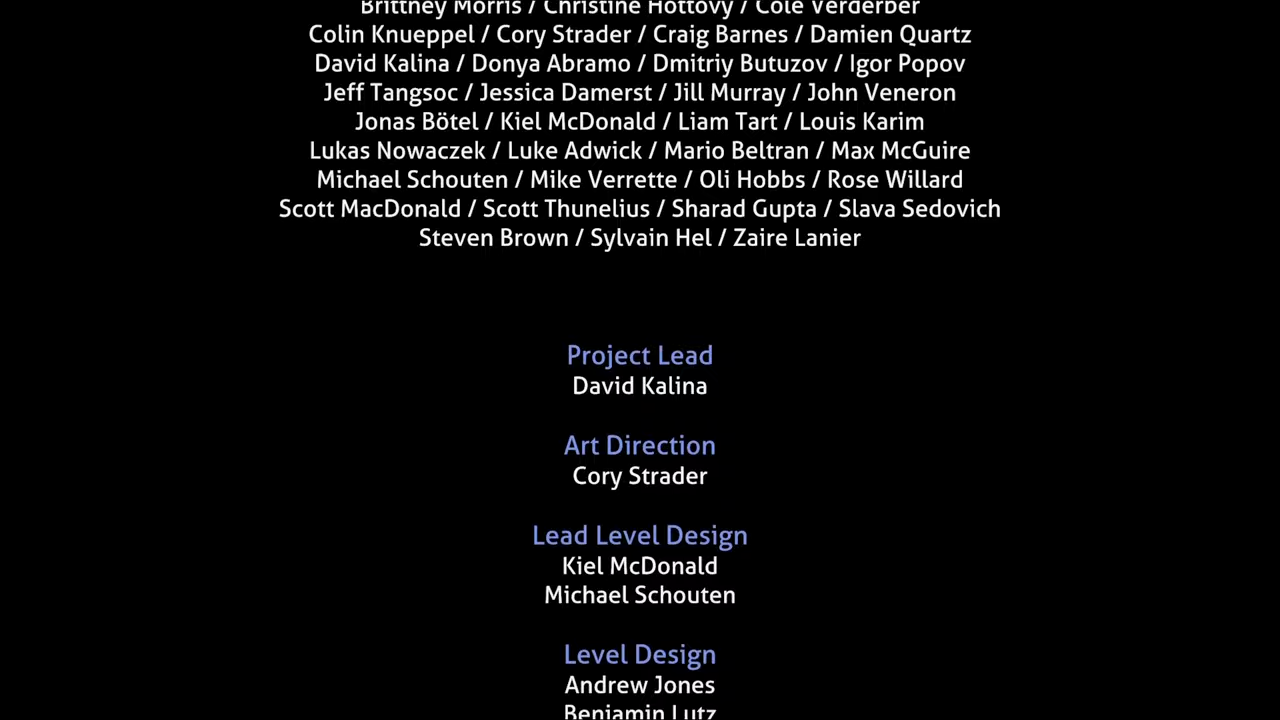 Brittney Morris / Christine Hottovy / Cole Verderber
Colin Knueppel / Cory Strader / Craig Barnes / Damien Quartz
David Kalina / Donya Abramo / Dmitriy Butuzov / Igor Popov
Jeff Tangsoc / Jessica Damerst / Jill Murray / John Veneron
Jonas Bötel / Kiel McDonald / Liam Tart / Louis Karim
Lukas Nowaczek / Luke Adwick / Mario Beltran / Max McGuire
Michael Schouten / Mike Verrette / Oli Hobbs / Rose Willard
Scott MacDonald / Scott Thunelius / Sharad Gupta / Slava Sedovich
Steven Brown / Sylvain Hel / Zaire Lanier
Project Lead
David Kalina
Art Direction
Cory Strader
Lead Level Design
Kiel McDonald
Michael Schouten
Level Design
Andrew Jones
Benjamin Lutz